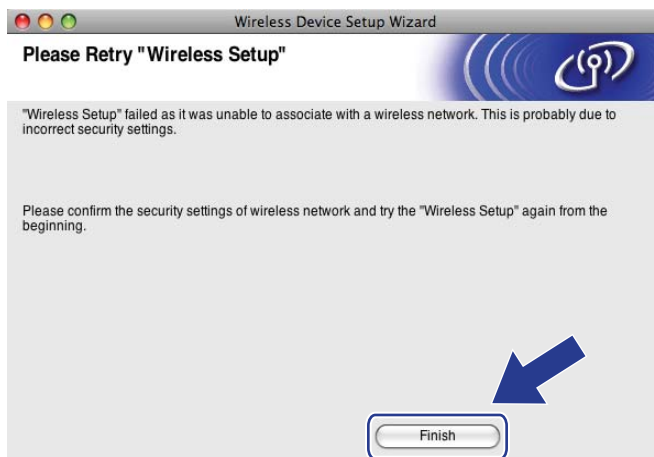 Wireless Device Setup Wizard
Please Retry "Wireless Setup"
"Wireless Setup" failed as it was unable to associate with a wireless network. This is probably due to
incorrect security settings.
Please confirm the security settings of wireless network and try the "Wireless Setup" again from the
beginning.
Finish